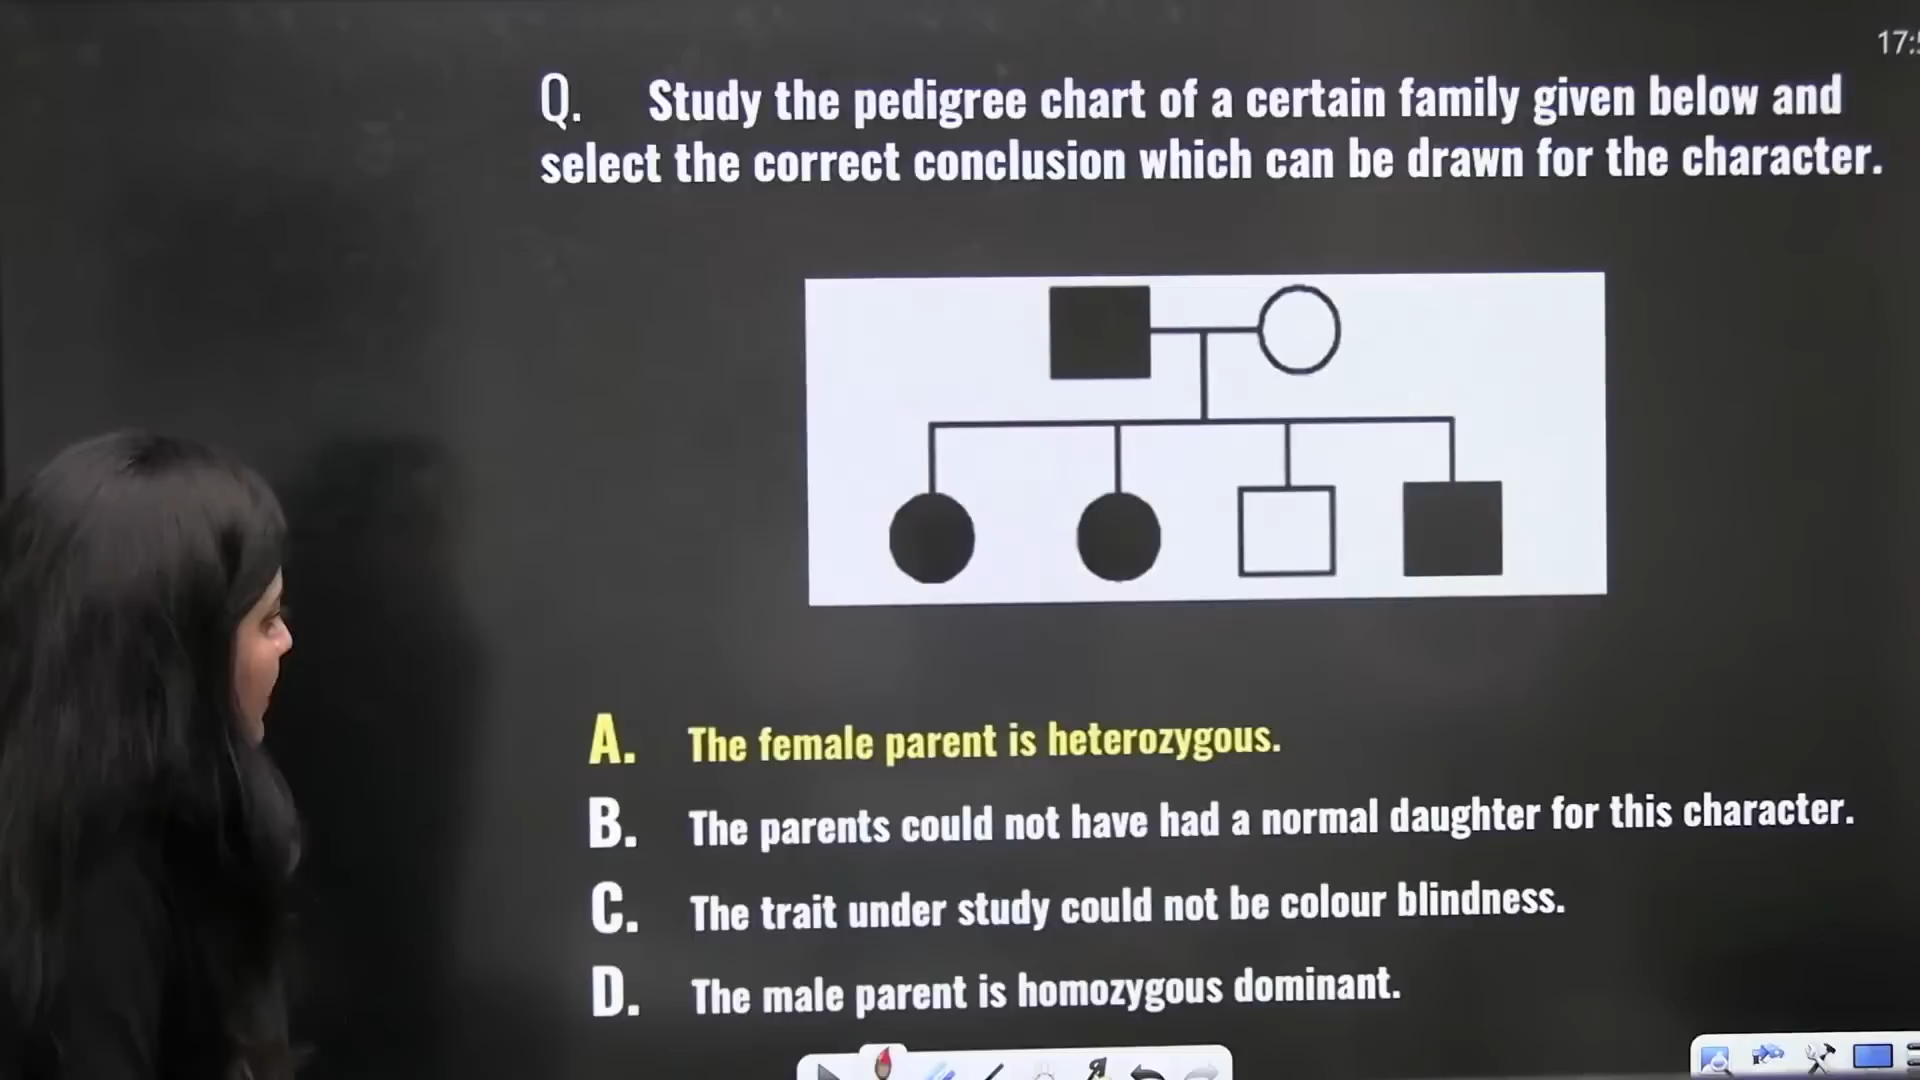 17:5
Q. Study the pedigree chart of a certain family given below and
select the correct conclusion which can be drawn for the character.
A. The female parent is heterozygous.
B. The parents could not have had a normal daughter for this character.
C. The trait under study could not be colour blindness.
D. The male parent is homozygous dominant.